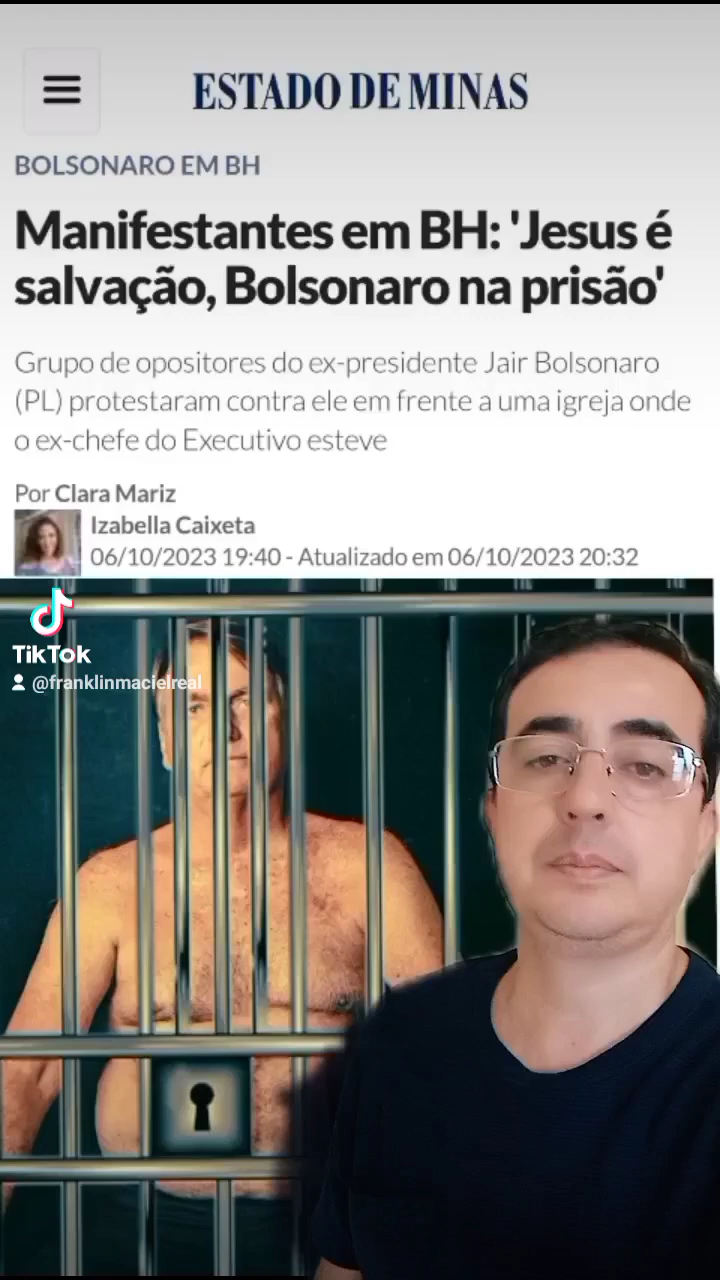 ESTADO DE MINAS
BOLSONARO EM BH
Manifestantes em BH: 'Jesus é
salvação, Bolsonaro na prisão'
Grupo de opositores do ex-presidente Jair Bolsonaro
(PL) protestaram contra ele em frente a uma igreja onde
o ex-chefe do Executivo esteve
Por Clara Mariz
Izabella Caixeta
06/10/2023 19:40 - Atualizado em 06/10/2023 20:32
TikTok
@franklinmacielreal